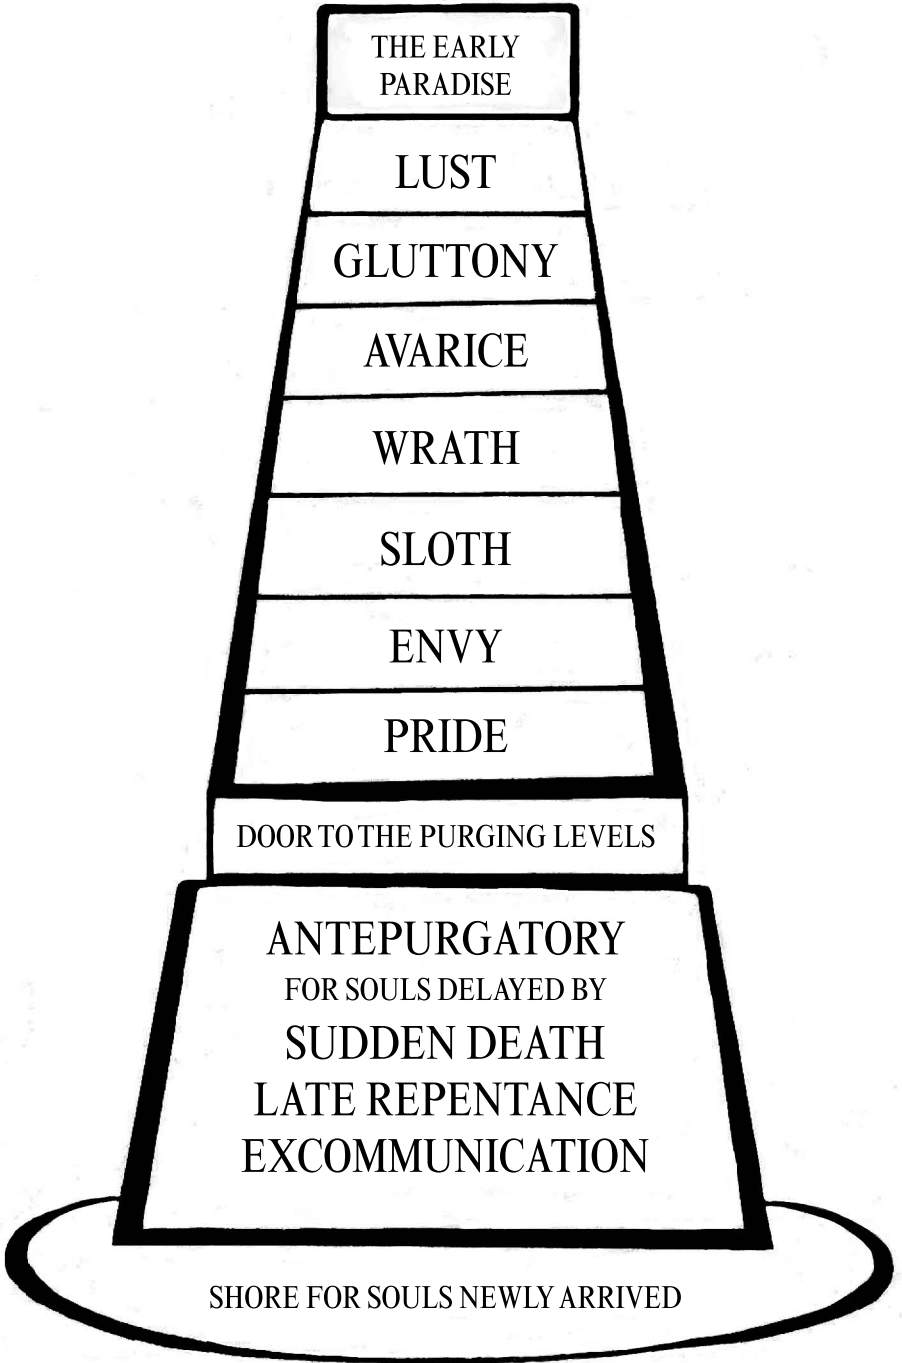 THE EARLY
PARADISE
LUST
GLUTTONY
AVARICE
WRATH
SLOTH
ENVY
PRIDE
DOOR TO THE PURGING LEVELS
ANTEPURGATORY
FOR SOULS DELAYED BY
SUDDEN DEATH
LATE REPENTANCE
EXCOMMUNICATION
SHORE FOR SOULS NEWLY ARRIVED